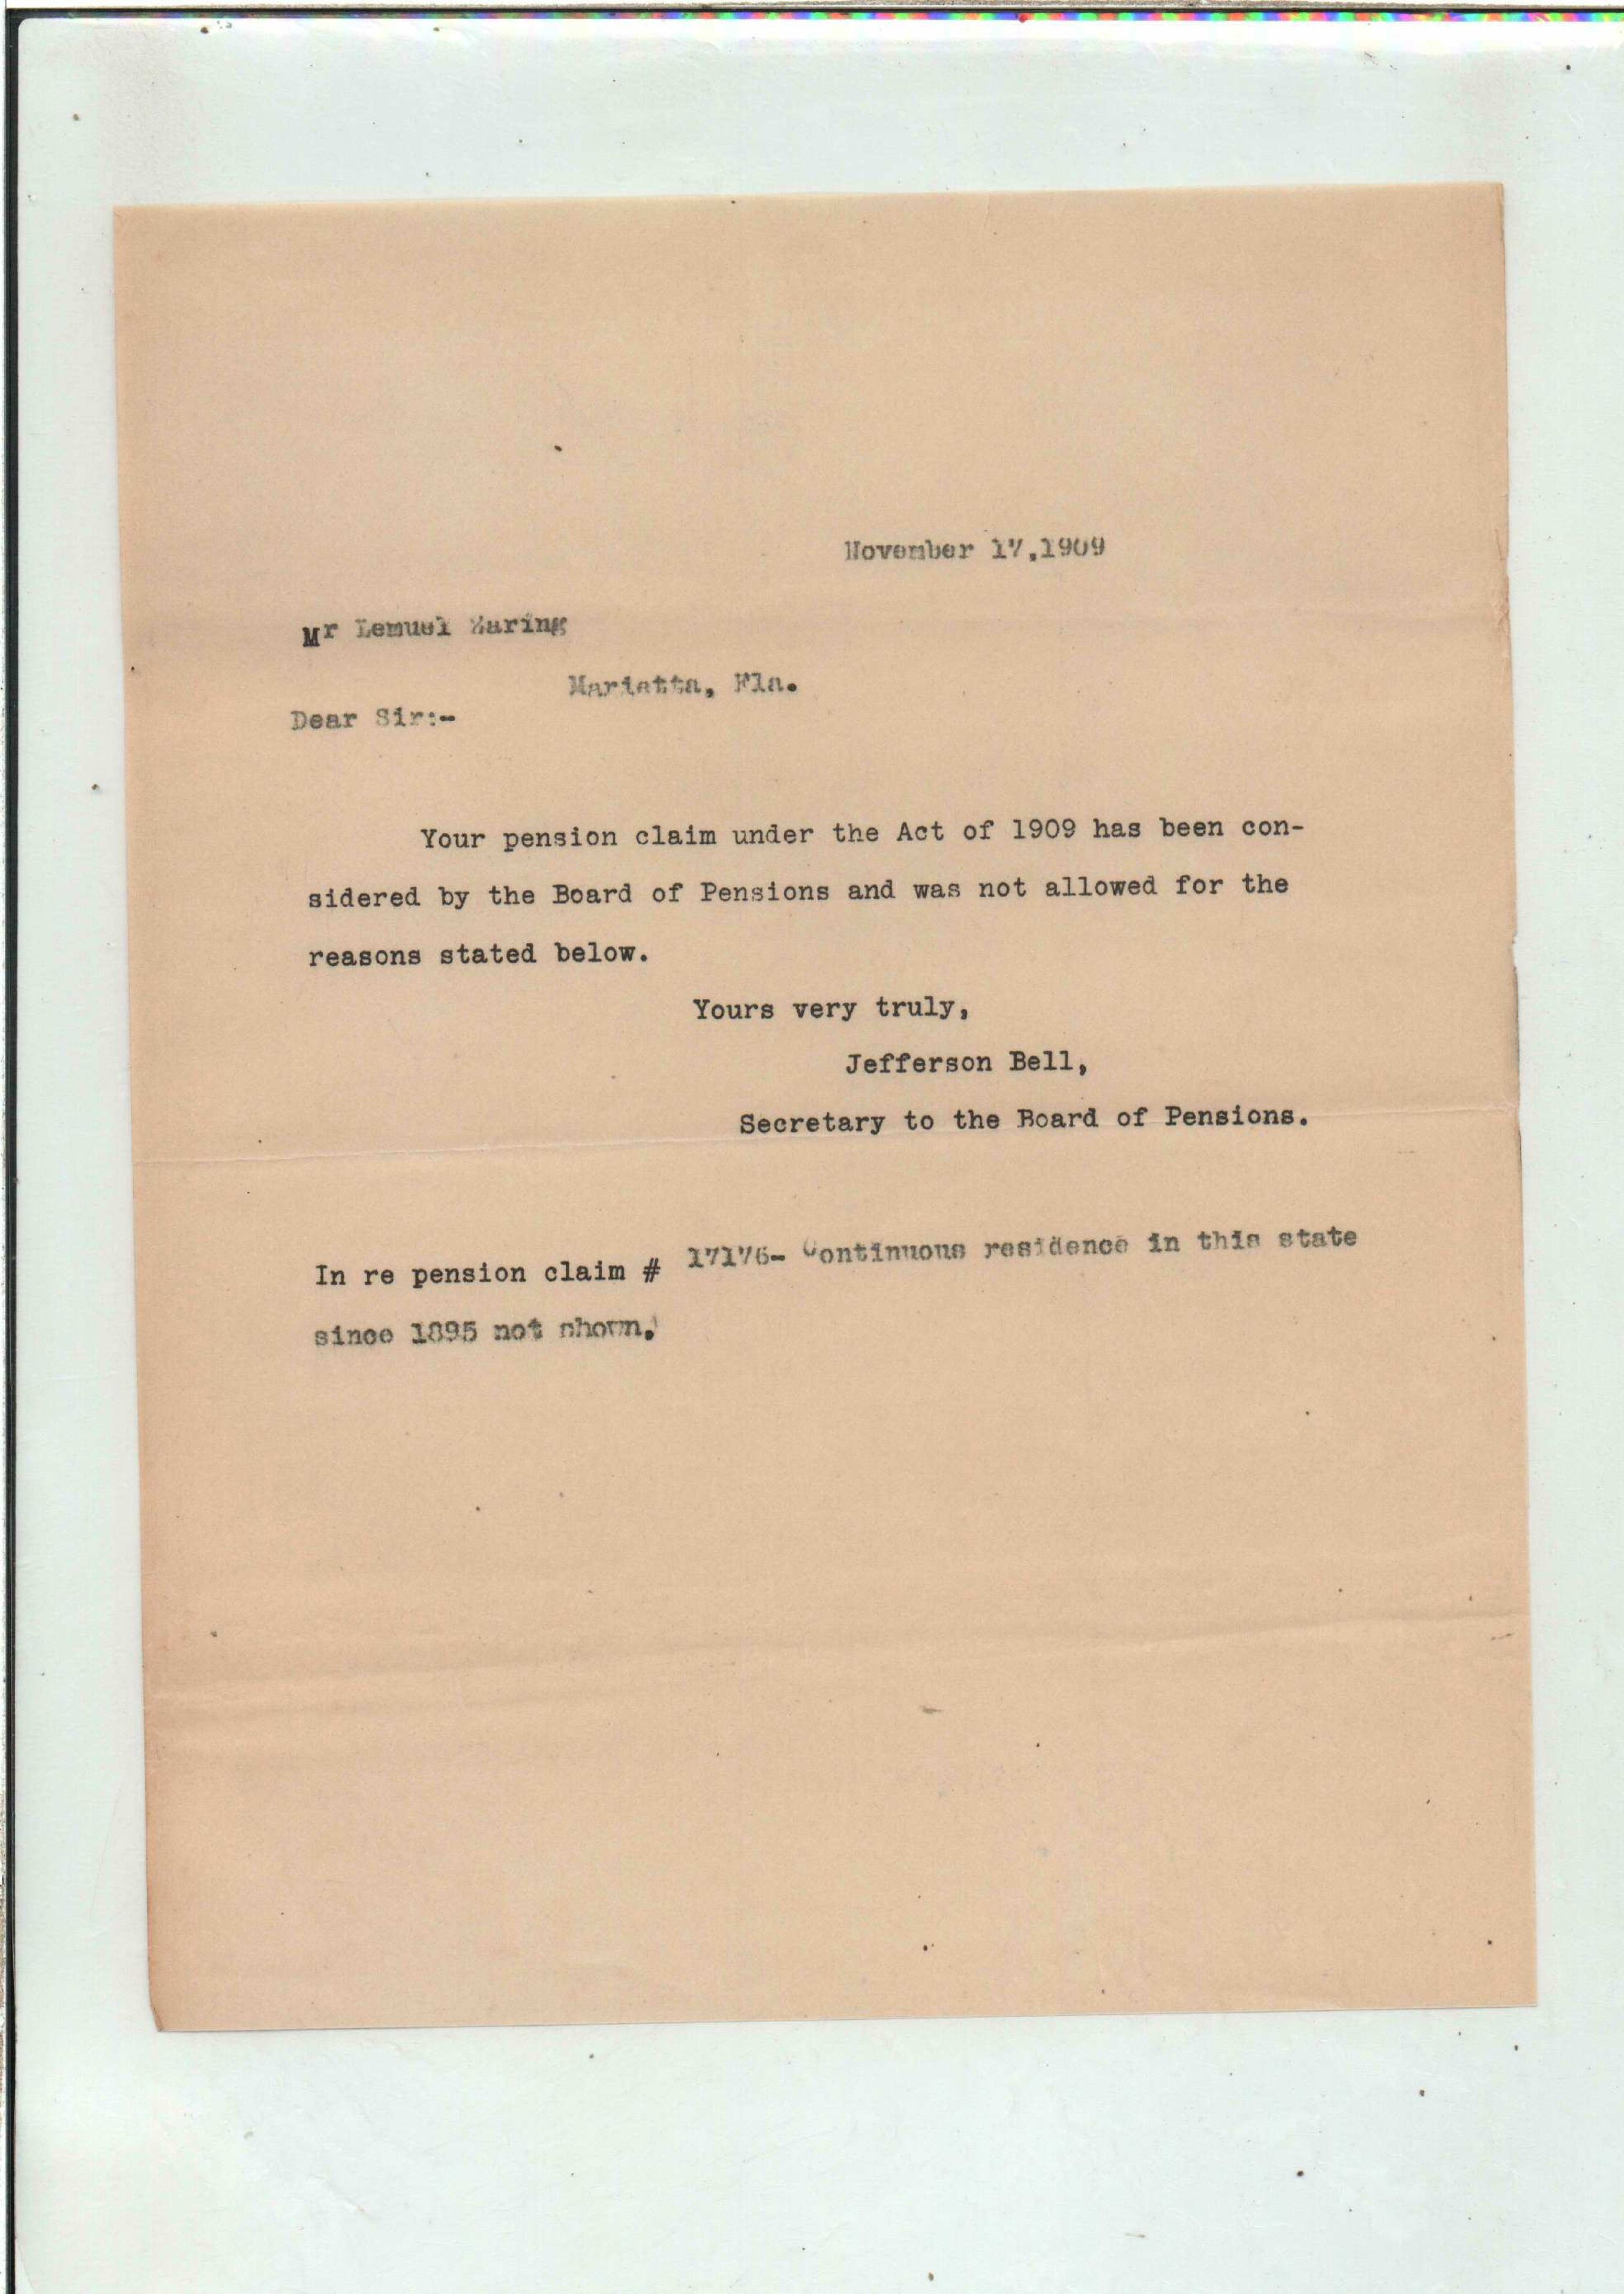 November 17,1909
Mr Lemuel Zaring
Marietta, Fla.
Dear Sir:-
Your pension claim under the Act of 1909 has been con-
sidered by the Board of Pensions and was not allowed for the
reasons stated below.
Yours very truly,
Jefferson Bell,
Secretary to the Board of Pensions.
In re pension claim # 17176- Continuous residence in this state
since 1895 not shown.